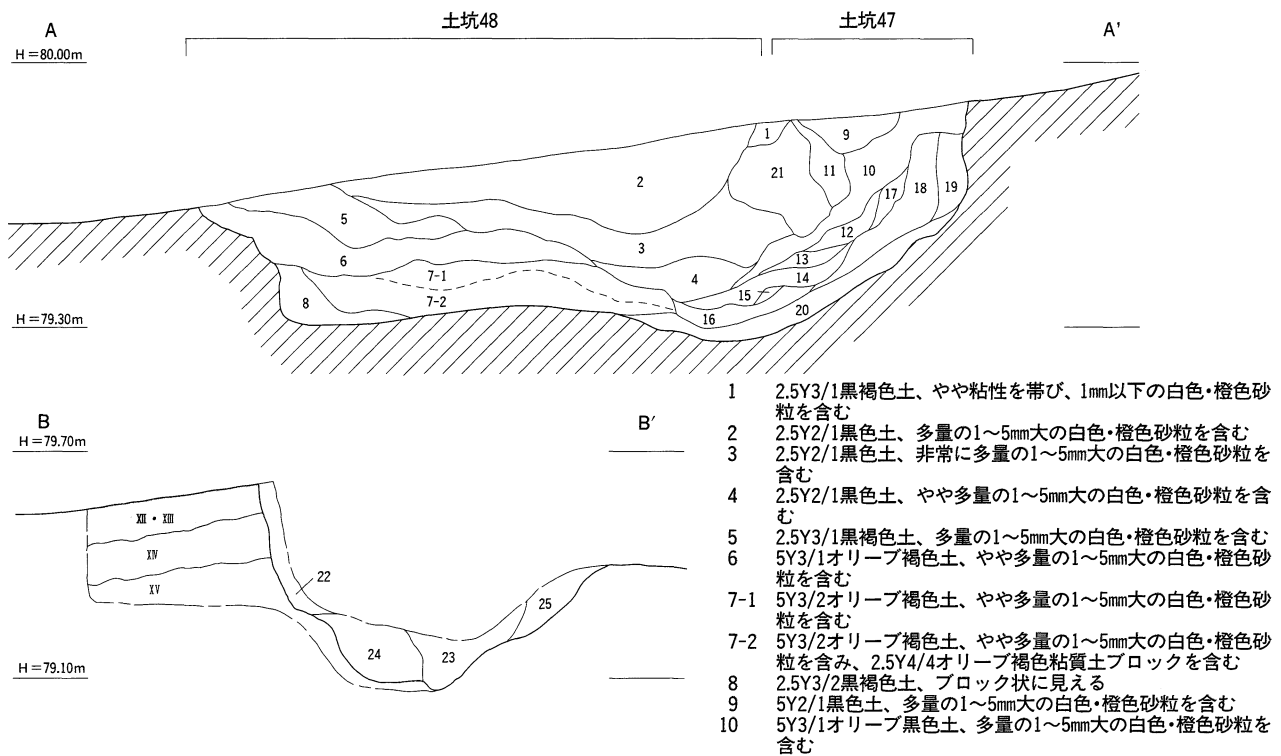 土坑48
土坑47
A
A′
H=80.00m
1
9
2
21
11
10
17
18
19
5
12
3
6
13
7-1
4
14
8
7-2
15
16
20
H=79.30m
B
B′
H=79.70m
XII・XIII
XIV
XV
22
25
24
23
H=79.10m
1 2.5Y3/1黒褐色土、やや粘性を帯び、1mm以下の白色・橙色砂
粒を含む
2 2.5Y2/1黒色土、多量の1〜5mm大の白色・橙色砂粒を含む
3 2.5Y2/1黒色土、非常に多量の1〜5mm大の白色・橙色砂粒を
含む
4 2.5Y2/1黒色土、やや多量の1〜5mm大の白色・橙色砂粒を含
む
5 2.5Y3/1黒褐色土、多量の1〜5mm大の白色・橙色砂粒を含む
6 5Y3/1オリーブ褐色土、やや多量の1〜5mm大の白色・橙色砂
粒を含む
7-1 5Y3/2オリーブ褐色土、やや多量の1〜5mm大の白色・橙色砂
粒を含む
7-2 5Y3/2オリーブ褐色土、やや多量の1〜5mm大の白色・橙色砂
粒を含み、2.5Y4/4オリーブ褐色粘質土ブロックを含む
8 2.5Y3/2黒褐色土、ブロック状に見える
9 5Y2/1黒色土、多量の1〜5mm大の白色・橙色砂粒を含む
10 5Y3/1オリーブ黒色土、多量の1〜5mm大の白色・橙色砂粒を
含む